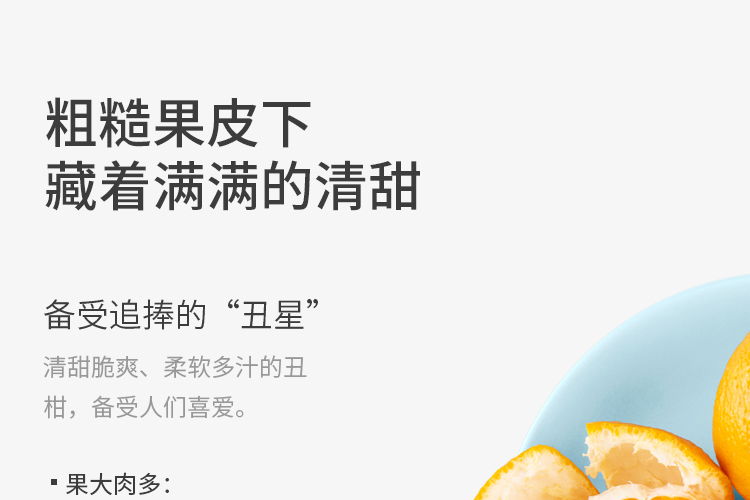 粗糙果皮下
藏着满满的清甜
备受追捧的“丑星”
清甜脆爽、柔软多汁的丑
柑，备受人们喜爱。
▪果大肉多：